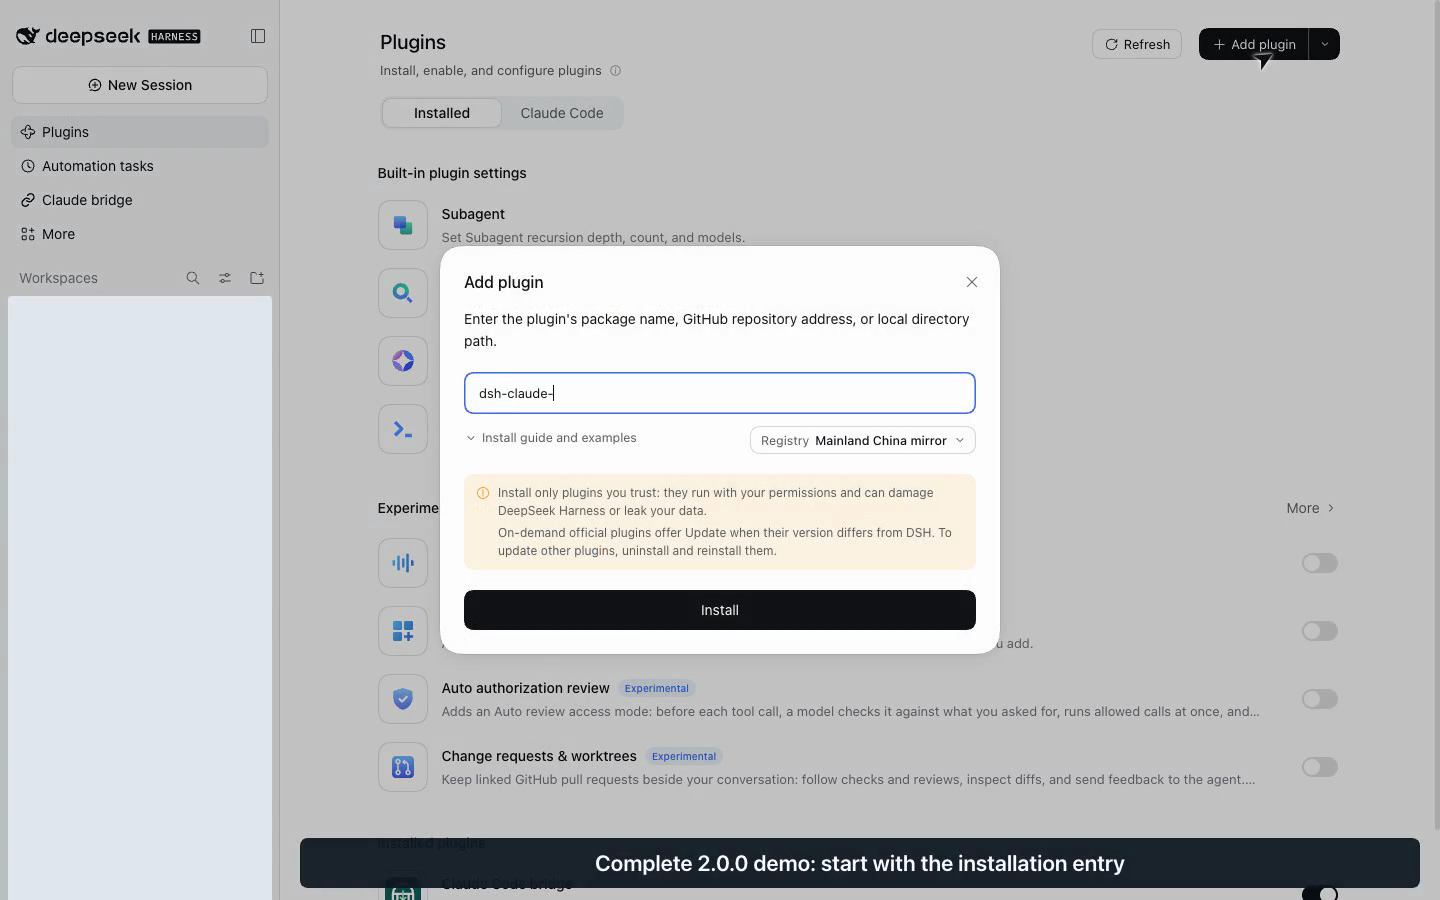 deepseek HARNESS
New Session
Plugins
Automation tasks
Claude bridge
More
Workspaces
Plugins
Install, enable, and configure plugins
Refresh
Add plugin
Installed
Claude Code
Built-in plugin settings
Subagent
Set Subagent recursion depth, count, and models.
Add plugin
Enter the plugin's package name, GitHub repository address, or local directory
path.
dsh-claude-
Install guide and examples
Registry Mainland China mirror
Install only plugins you trust: they run with your permissions and can damage
DeepSeek Harness or leak your data.
On-demand official plugins offer Update when their version differs from DSH. To
update other plugins, uninstall and reinstall them.
Install
Experime
More
add.
Auto authorization review Experimental
Adds an Auto review access mode: before each tool call, a model checks it against what you asked for, runs allowed calls at once, and...
Change requests & worktrees Experimental
Keep linked GitHub pull requests beside your conversation: follow checks and reviews, inspect diffs, and send feedback to the agent....
Installed plugins
Complete 2.0.0 demo: start with the installation entry
Claude Code bridge